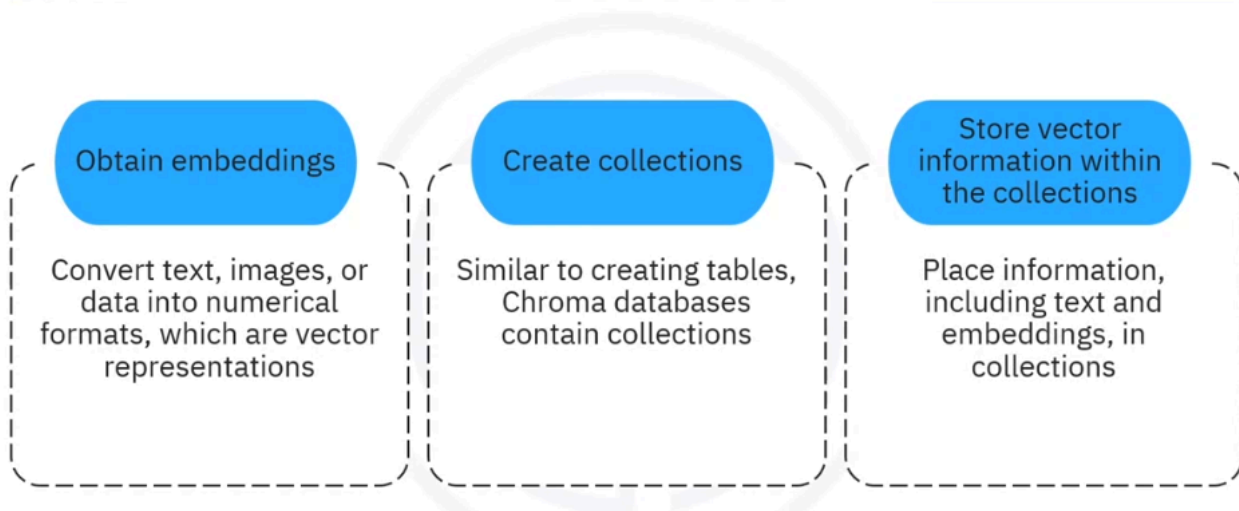 Obtain embeddings
Convert text, images, or
data into numerical
formats, which are vector
representations
Create collections
Similar to creating tables,
Chroma databases
contain collections
Store vector
information within
the collections
Place information,
including text and
embeddings, in
collections